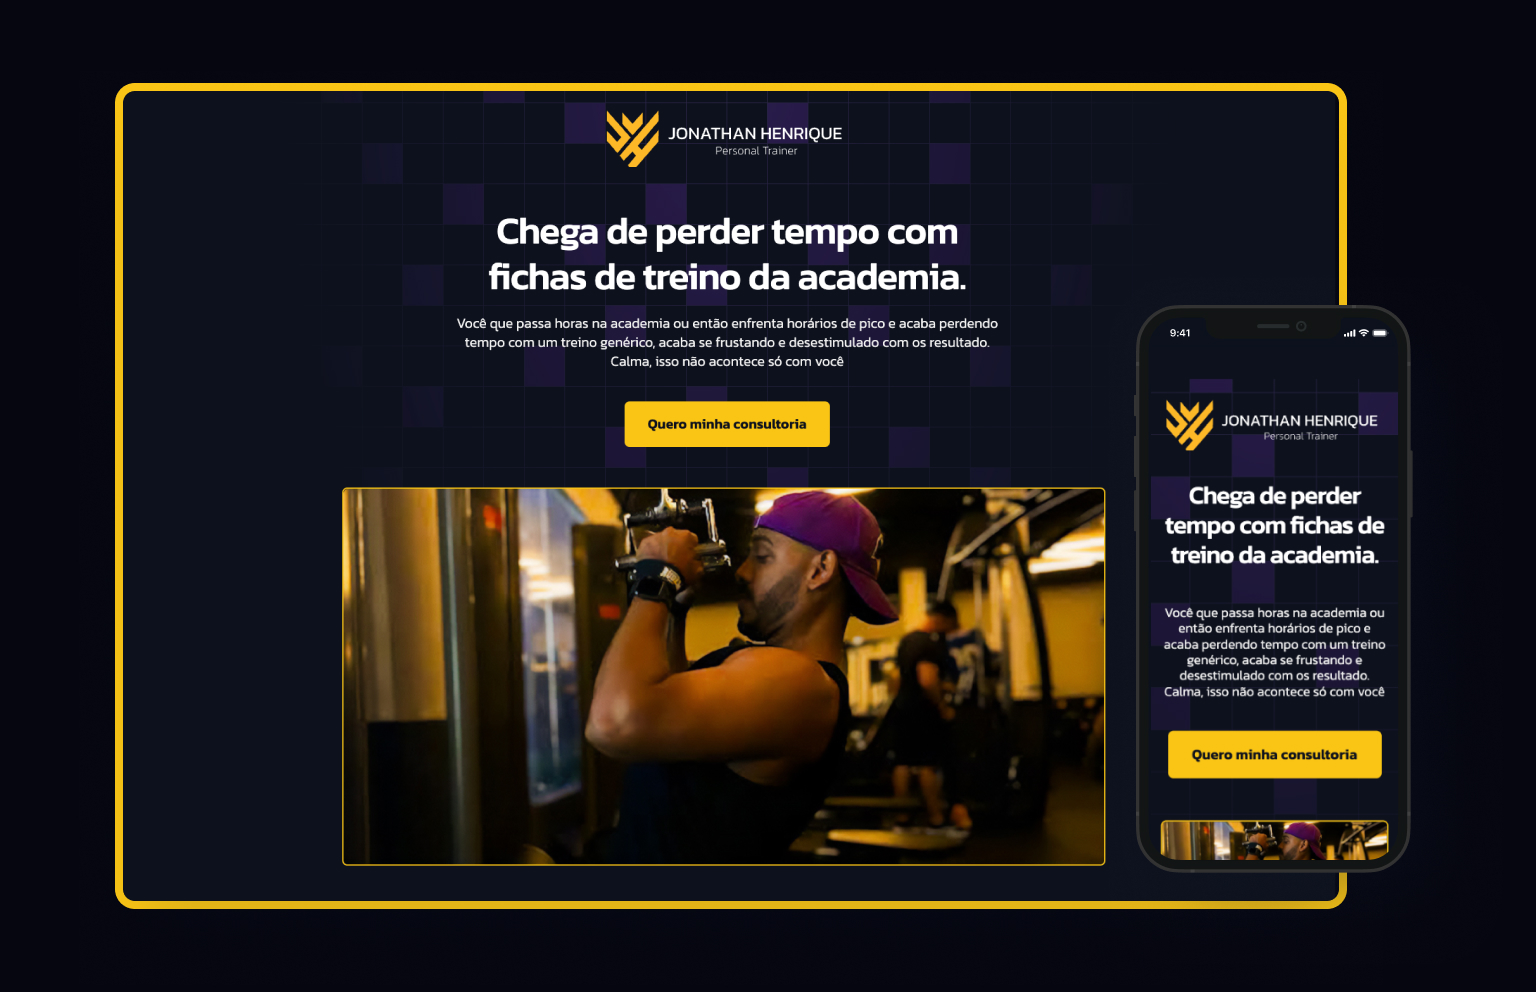 JONATHAN HENRIQUE
Personal Trainer
Chega de perder tempo com
fichas de treino da academia.
Você que passa horas na academia ou então enfrenta horários de pico e acaba perdendo
tempo com um treino genérico, acaba se frustando e desestimulado com os resultado.
Calma, isso não acontece só com você
Quero minha consultoria
9:41
JONATHAN HENRIQUE
Personal Trainer
Chega de perder
tempo com fichas de
treino da academia.
Você que passa horas na academia ou
então enfrenta horários de pico e
acaba perdendo tempo com um treino
genérico, acaba se frustando e
desestimulado com os resultado.
Calma, isso não acontece só com você
Quero minha consultoria